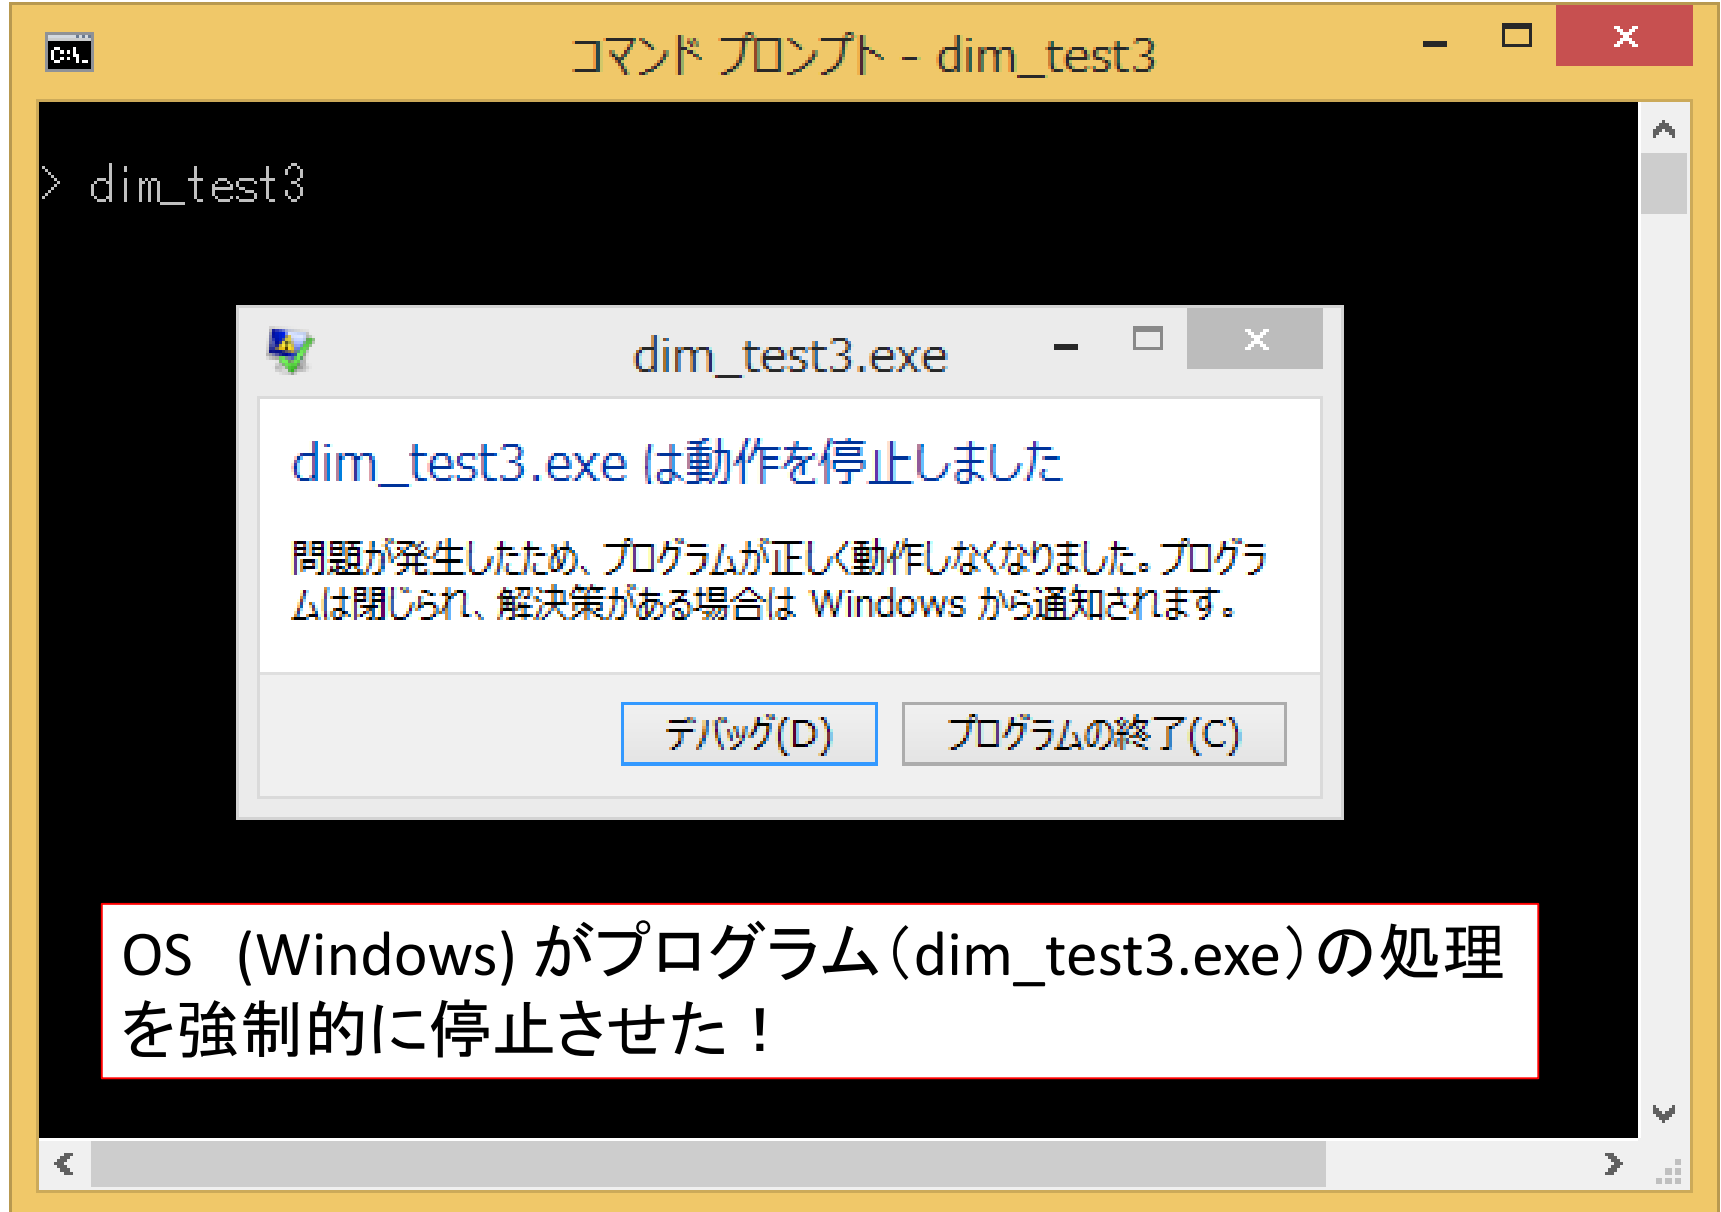 コマンド プロンプト - dim_test3
> dim_test3
dim_test3.exe
dim_test3.exe は動作を停止しました
問題が発生したため、プログラムが正しく動作しなくなりました。プログラ
ムは閉じられ、解決策がある場合は Windows から通知されます。
デバッグ(D)
プログラムの終了(C)
OS (Windows) がプログラム（dim_test3.exe）の処理
を強制的に停止させた！